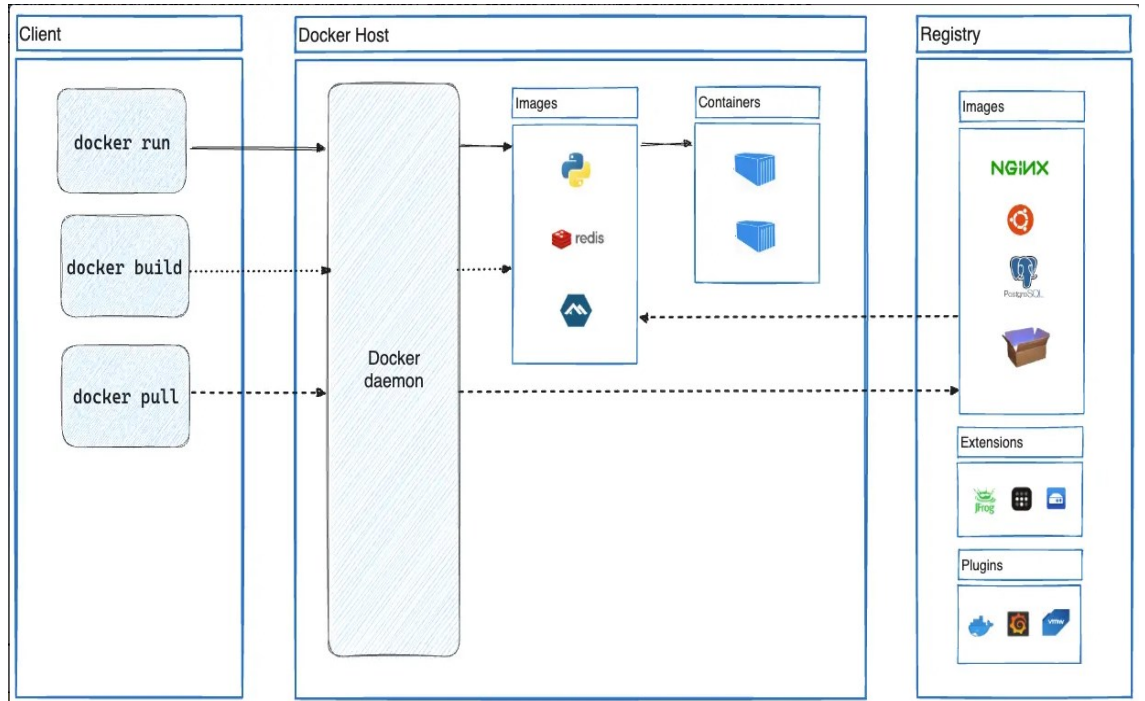 Client
docker run
docker build
docker pull
Docker Host
Docker
daemon
Images
redis
Containers
Registry
Images
NGINX
PostgreSQL
Extensions
JFrog
Plugins
vmw